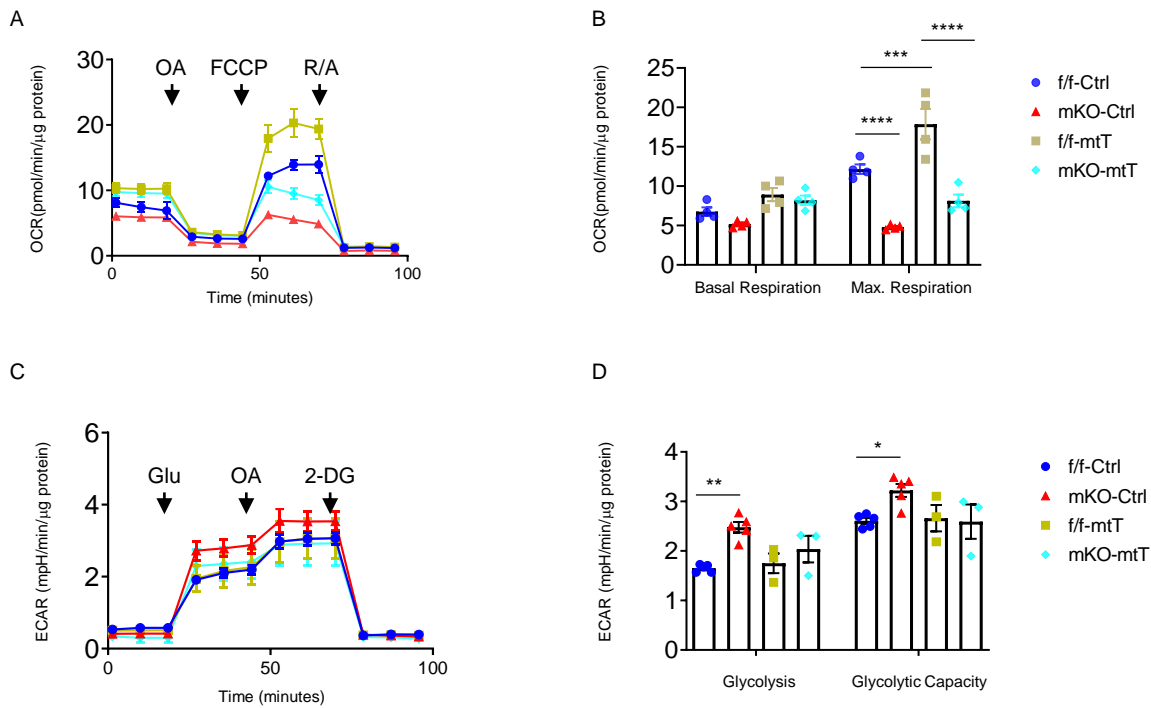 A
OCR(pmol/min/µg protein)
30
20
10
0
OA
FCCP
R/A
0
50
100
Time (minutes)
B
OCR(pmol/min/µg protein)
25
20
15
10
5
0
****
***
****
Basal Respiration
Max. Respiration
f/f-Ctrl
mKO-Ctrl
f/f-mtT
mKO-mtT
C
ECAR (mpH/min/µg protein)
6
4
2
0
Glu
OA
2-DG
0
50
100
Time (minutes)
D
ECAR (mpH/min/µg protein)
4
3
2
1
0
**
*
Glycolysis
Glycolytic Capacity
f/f-Ctrl
mKO-Ctrl
f/f-mtT
mKO-mtT